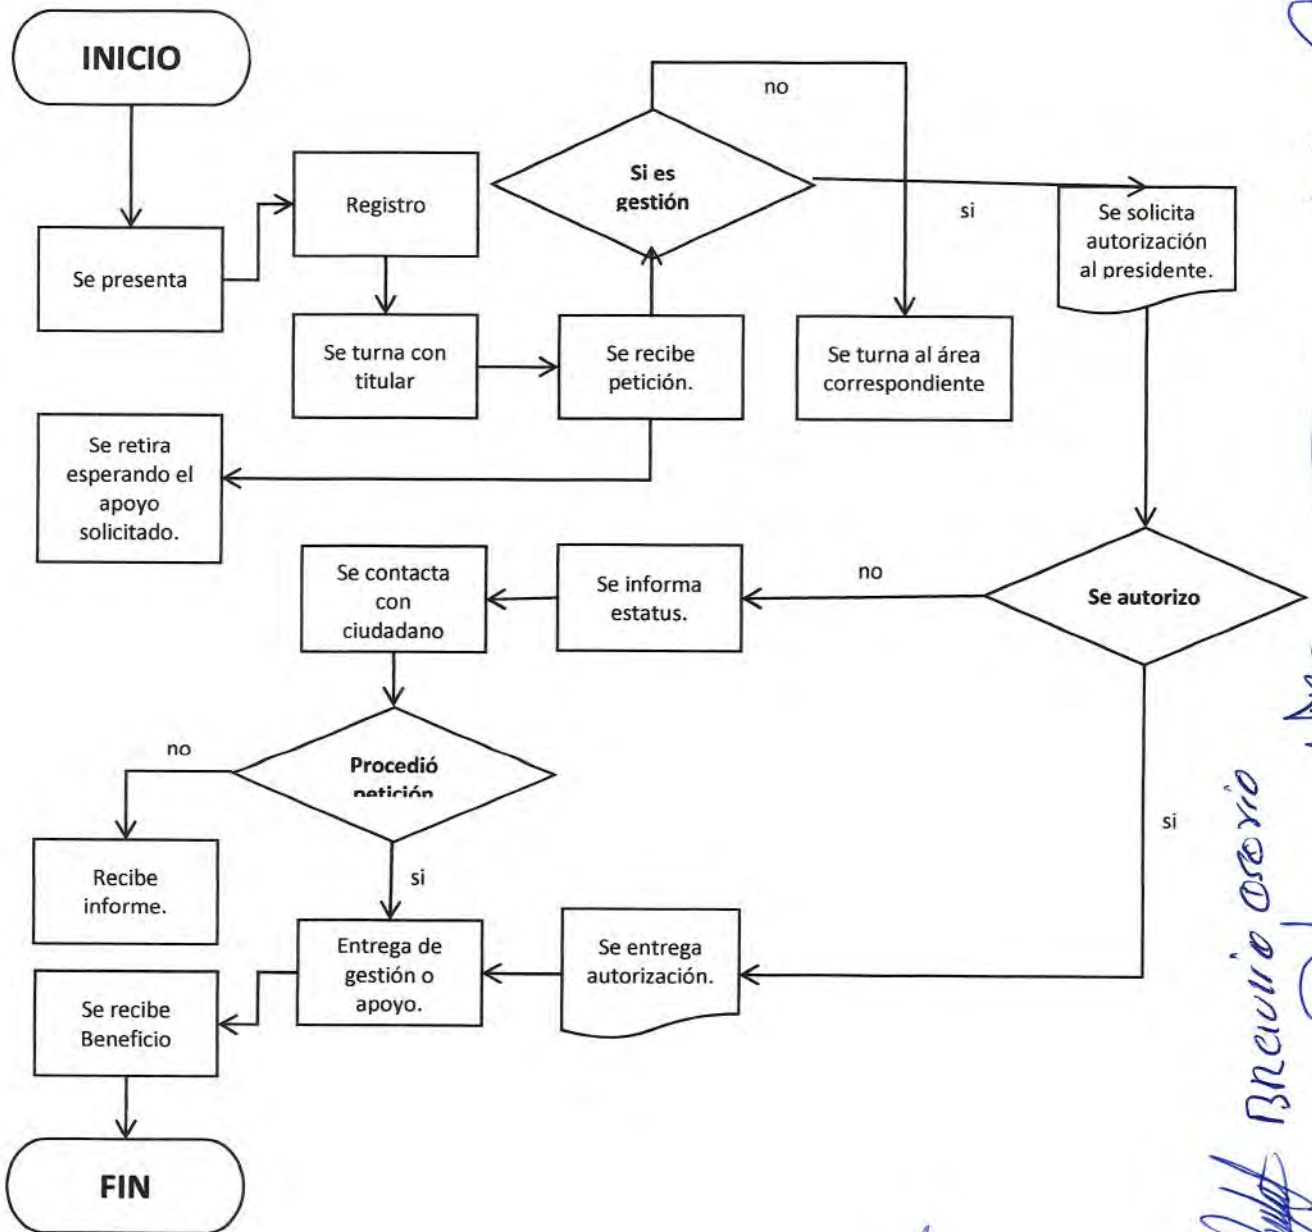 INICIO
no
Si es
gestión
Registro
si
Se solicita
autorización
al presidente.
Se presenta
Se turna con
titular
Se recibe
petición.
Se turna al área
correspondiente
Se retira
esperando el
apoyo
solicitado.
Se contacta
con
ciudadano
Se informa
estatus.
no
Se autorizo
no
Procedió
petición
si
si
Recibe
informe.
Entrega de
gestión o
apoyo.
Se entrega
autorización.
Se recibe
Beneficio
FIN
osorio